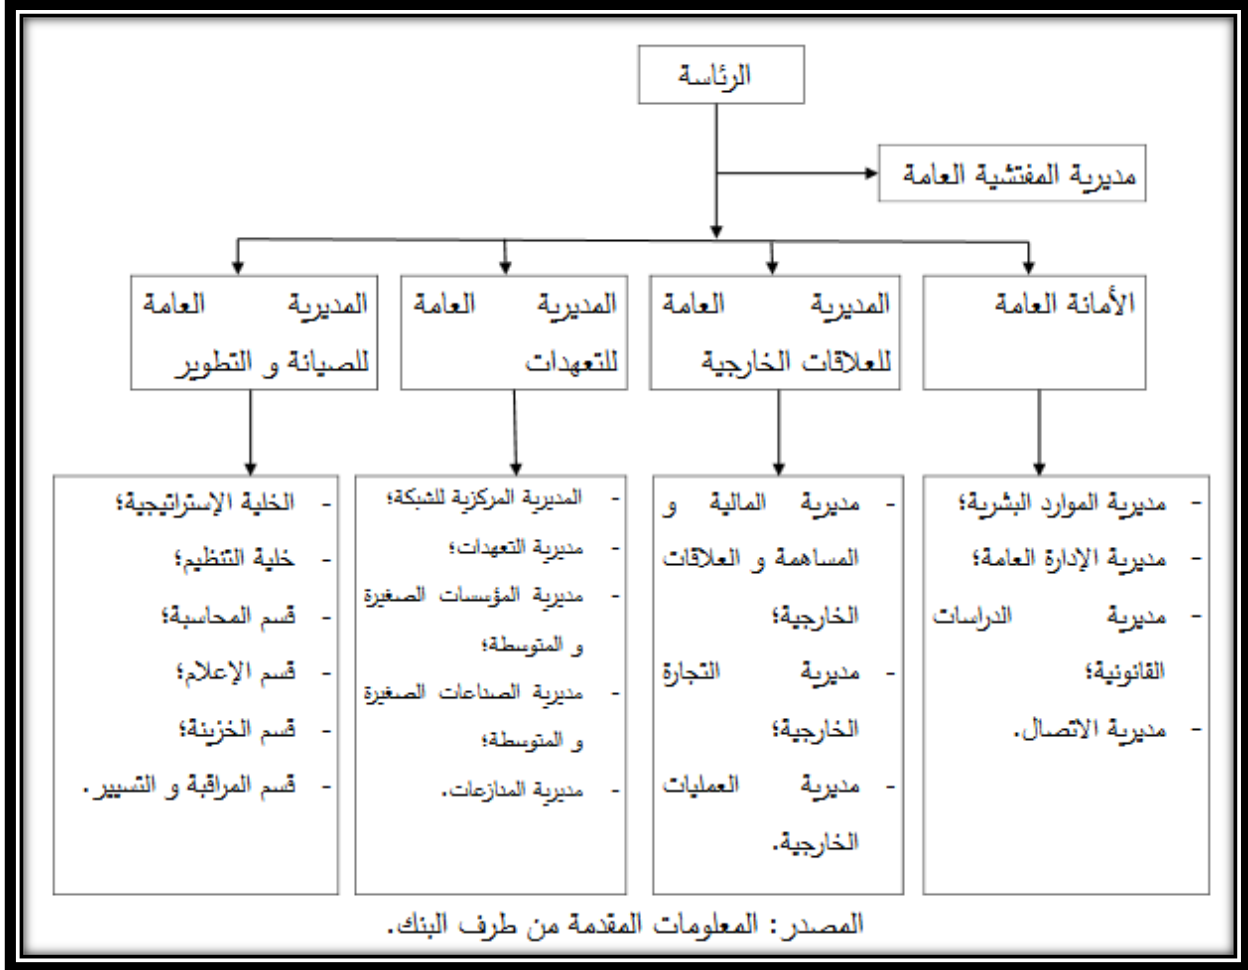 الرئاسة
مديرية المفتشية العامة
الأمانة العامة
المديرية العامة
للعلاقات الخارجية
المديرية العامة
للتعهدات
المديرية العامة
للصيانة و التطوير
- مديرية الموارد البشرية؛
- مديرية الإدارة العامة؛
- مديرية الدراسات
القانونية؛
- مديرية الاتصال.
- مديرية المالية و
المساهمة و العلاقات
الخارجية؛
- مديرية التجارة
الخارجية؛
- مديرية العمليات
الخارجية.
- المديرية المركزية للشبكة؛
- مديرية التعهدات؛
- مديرية المؤسسات الصغيرة
و المتوسطة؛
- مديرية الصناعات الصغيرة
و المتوسطة؛
- مديرية المنازعات.
- الخلية الإستراتيجية؛
- خلية التنظيم؛
- قسم المحاسبة؛
- قسم الإعلام؛
- قسم الخزينة؛
- قسم المراقبة و التسيير.
المصدر: المعلومات المقدمة من طرف البنك.